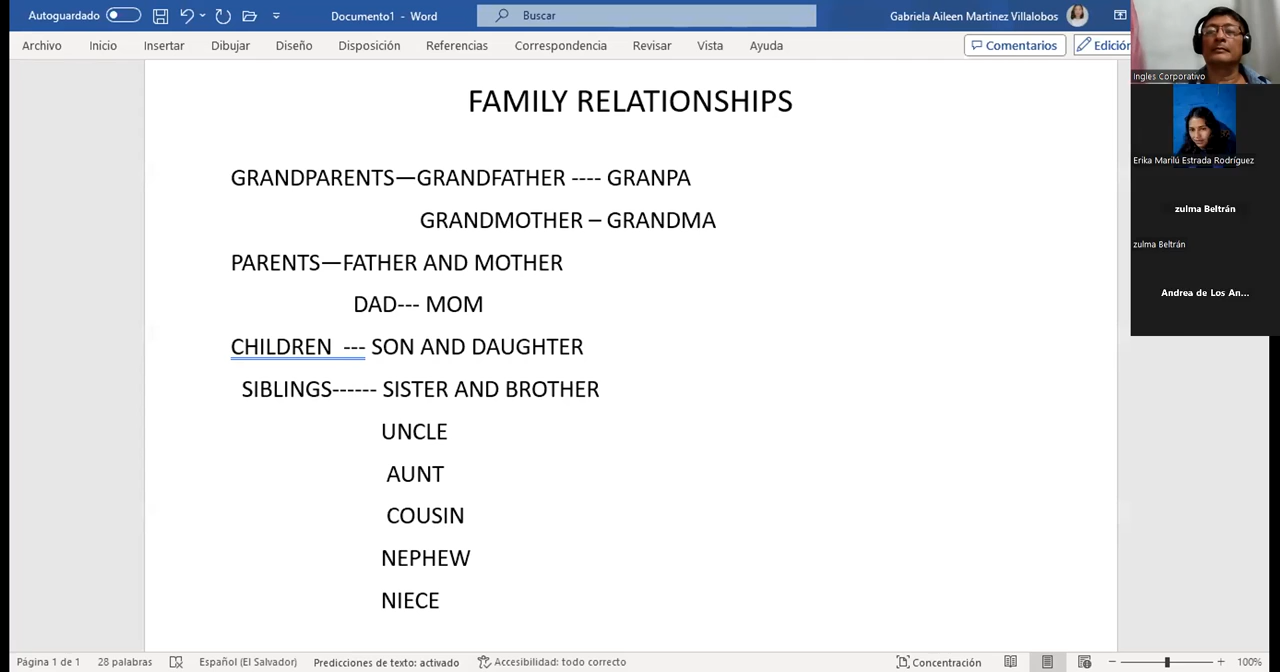 Autoguardado
Documento1 - Word
Buscar
Gabriela Aileen Martinez Villalobos
Archivo Inicio Insertar Dibujar Diseño Disposición Referencias Correspondencia Revisar Vista Ayuda
Comentarios
Edición
Ingles Corporativo
Erika Marilú Estrada Rodríguez
zulma Beltrán
zulma Beltrán
Andrea de Los An...
FAMILY RELATIONSHIPS
GRANDPARENTS—GRANDFATHER ---- GRANPA
GRANDMOTHER – GRANDMA
PARENTS—FATHER AND MOTHER
DAD--- MOM
CHILDREN --- SON AND DAUGHTER
SIBLINGS------ SISTER AND BROTHER
UNCLE
AUNT
COUSIN
NEPHEW
NIECE
Página 1 de 1 28 palabras Español (El Salvador) Predicciones de texto: activado Accesibilidad: todo correcto Concentración 100%